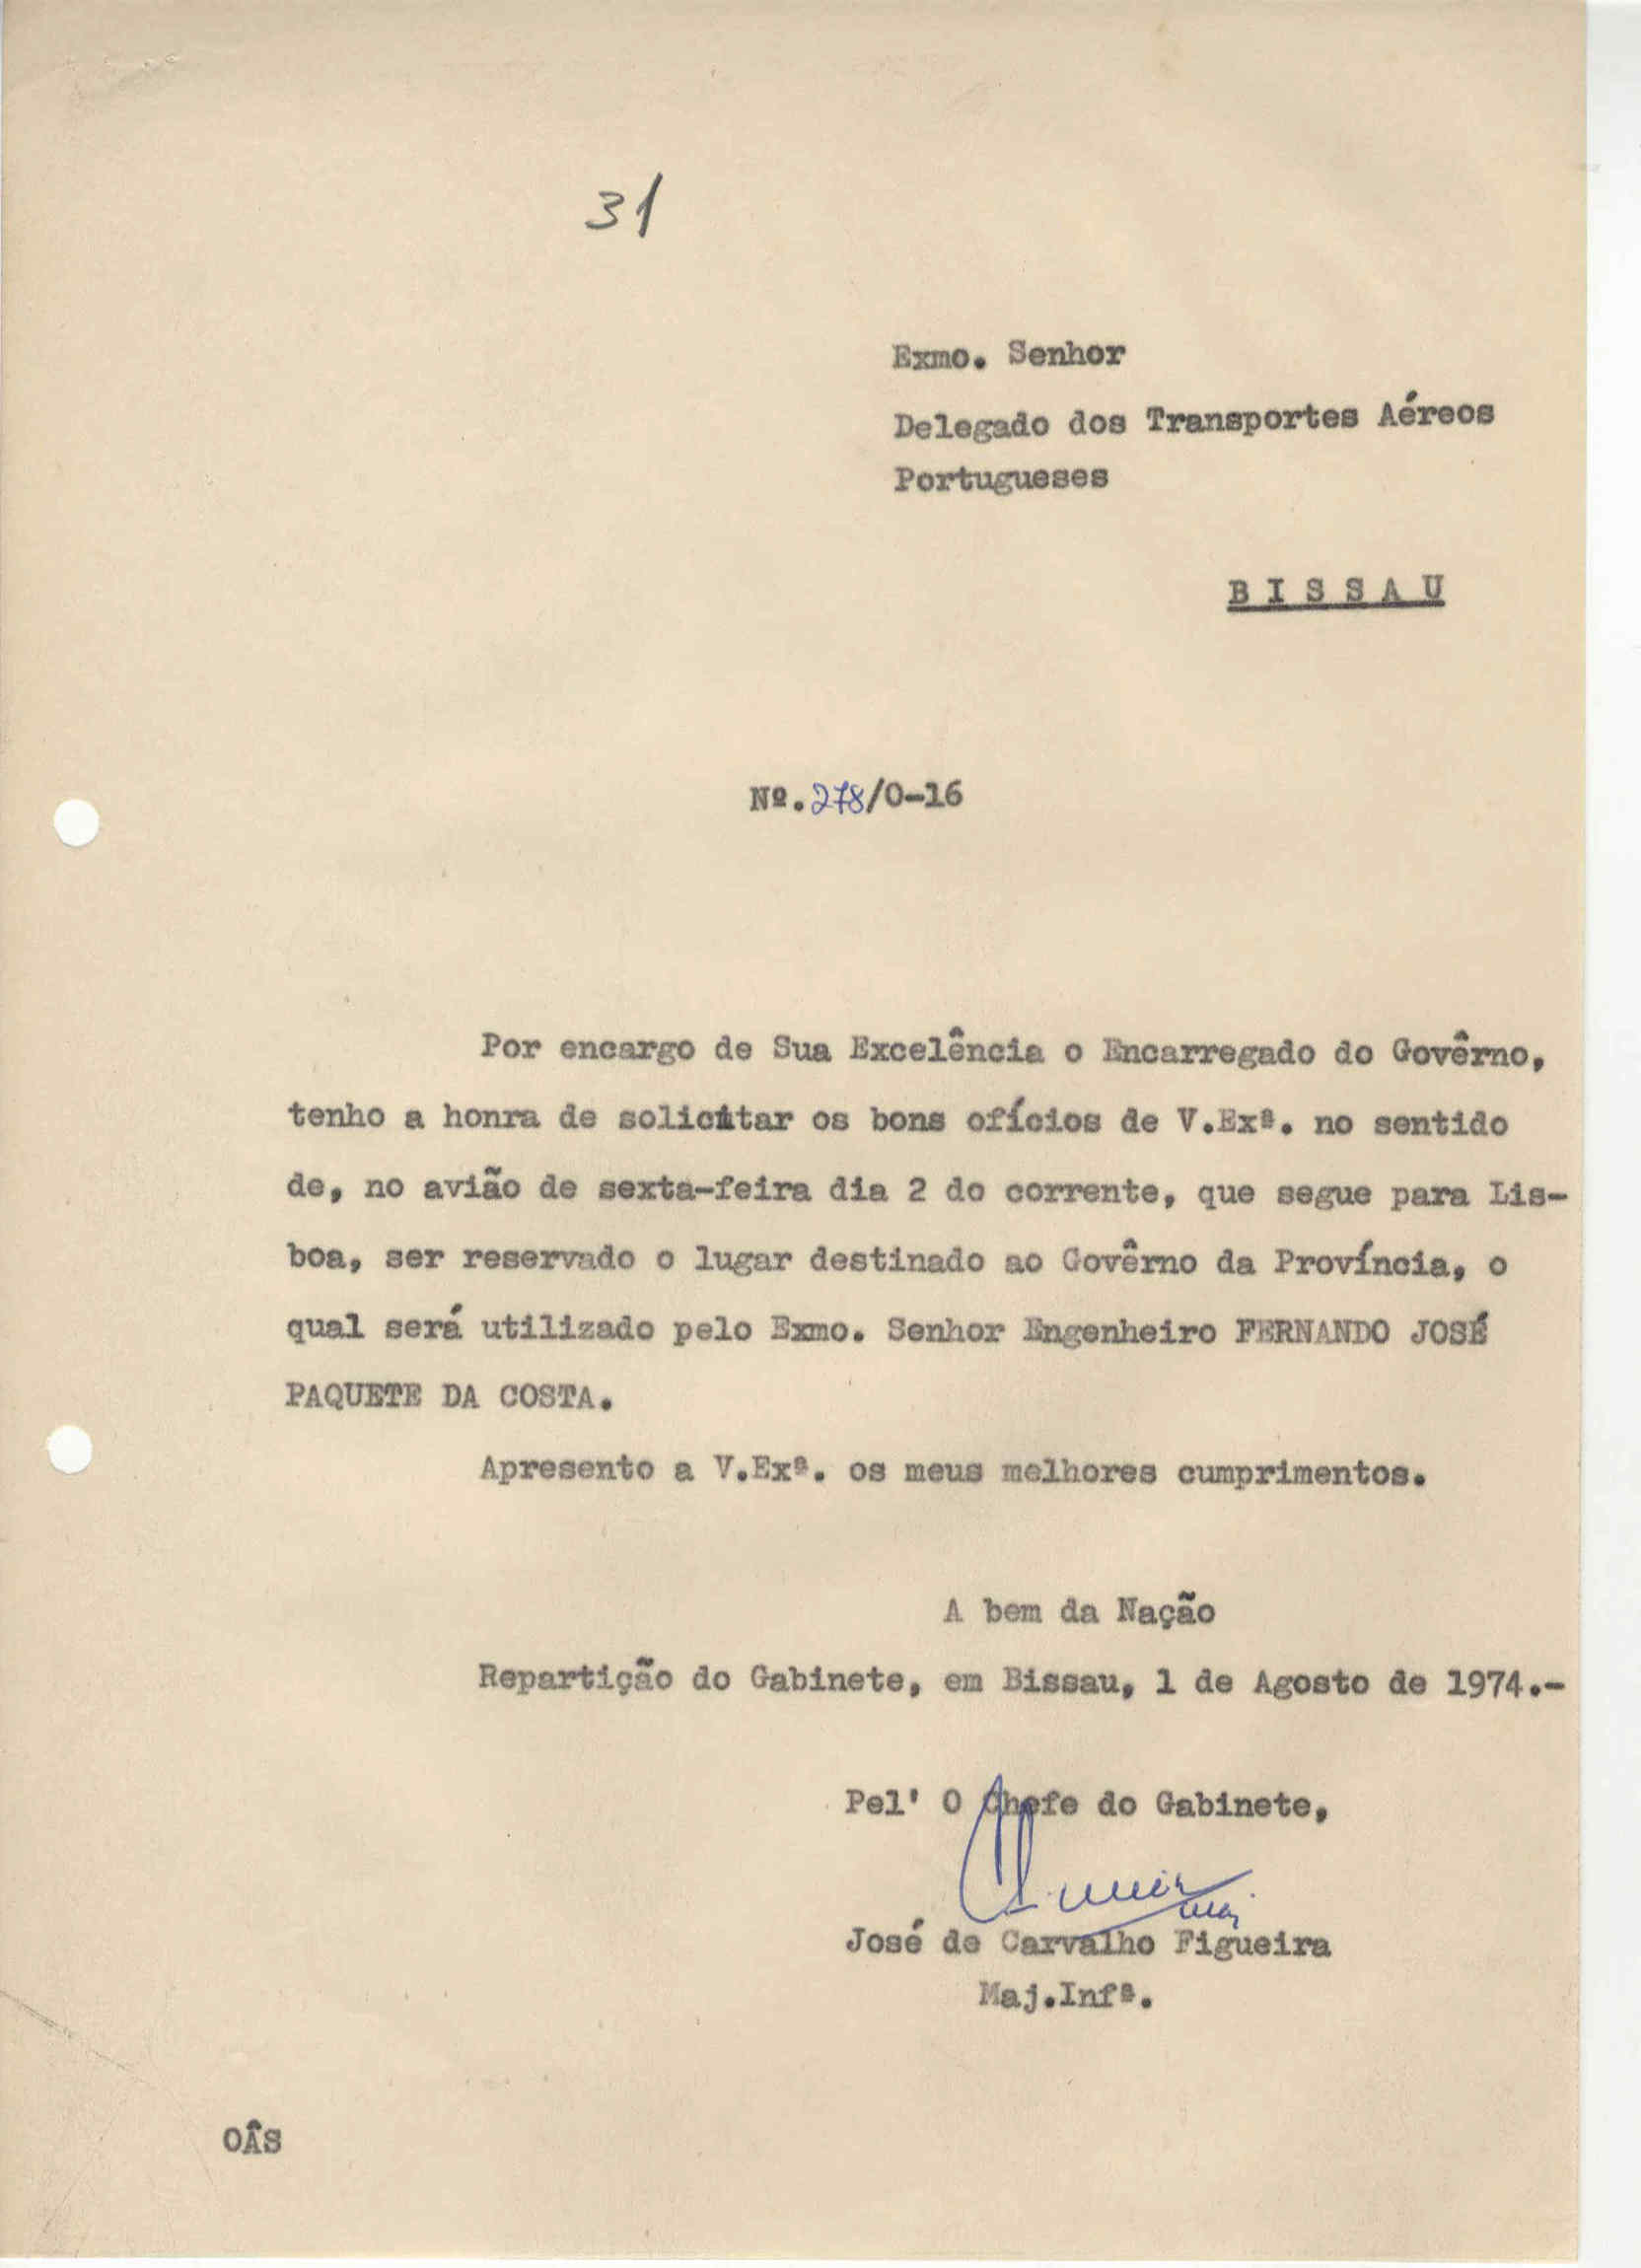 31
Exmo. Senhor
Delegado dos Transportes Aéreos
Portugueses
B I S S A U
Nº.278/O-16
Por encargo de Sua Excelência o Encarregado do Govêrno,
tenho a honra de solicitar os bons ofícios de V.Exª. no sentido
de, no avião de sexta-feira dia 2 do corrente, que segue para Lis-
boa, ser reservado o lugar destinado ao Govêrno da Província, o
qual será utilizado pelo Exmo. Senhor Engenheiro FERNANDO JOSÉ
PAQUETE DA COSTA.
Apresento a V.Exª. os meus melhores cumprimentos.
A bem da Nação
Repartição do Gabinete, em Bissau, 1 de Agosto de 1974.-
Pel' O Chefe do Gabinete,
José de Carvalho Figueira
Maj.Infª.
OÂS